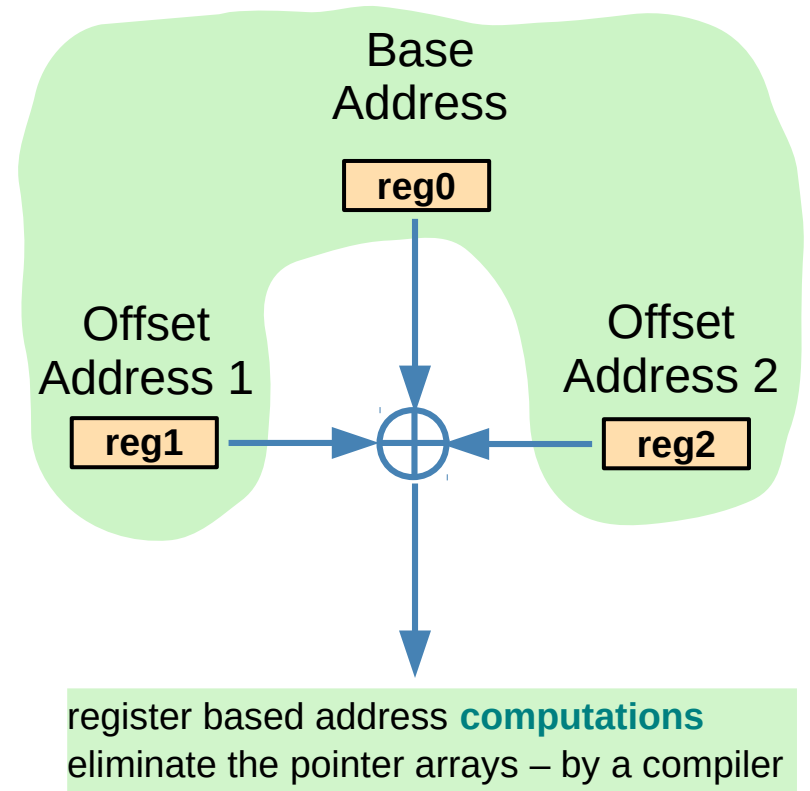 Base
Address
reg0
Offset
Address 1
reg1
Offset
Address 2
reg2
register based address computations
eliminate the pointer arrays – by a compiler